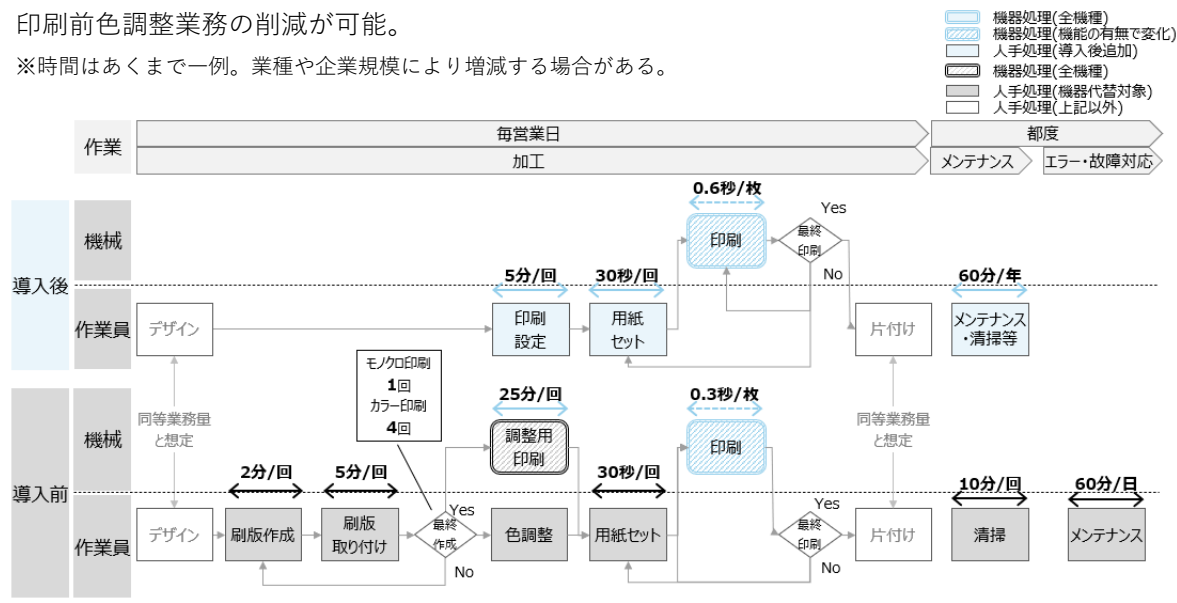 印刷前色調整業務の削減が可能。
※時間はあくまで一例。業種や企業規模により増減する場合がある。
機器処理(全機種)
機器処理(機能の有無で変化)
人手処理(導入後追加)
機器処理(全機種)
人手処理(機器代替対象)
人手処理(上記以外)
作業
毎営業日
都度
加工
メンテナンス
エラー・故障対応
導入後
機械
0.6秒/枚
印刷
最終
印刷
Yes
No
作業員
デザイン
5分/回
印刷
設定
30秒/回
用紙
セット
片付け
60分/年
メンテナンス
・清掃等
同等業務量
と想定
同等業務量
と想定
モノクロ印刷
1回
カラー印刷
4回
導入前
機械
25分/回
調整用
印刷
0.3秒/枚
印刷
作業員
デザイン
2分/回
刷版作成
5分/回
刷版
取り付け
最終
作成
Yes
No
色調整
30秒/回
用紙セット
最終
印刷
Yes
No
片付け
10分/回
清掃
60分/日
メンテナンス